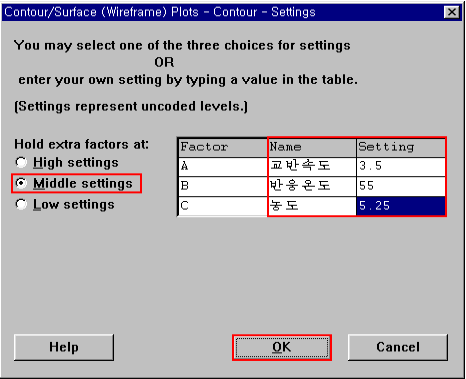 Contour/Surface (Wireframe) Plots - Contour - Settings
You may select one of the three choices for settings
OR
enter your own setting by typing a value in the table.
(Settings represent uncoded levels.)
Hold extra factors at:
High settings
Middle settings
Low settings
Factor Name Setting
A 교반속도 3.5
B 반응온도 55
C 농도 5.25
Help OK Cancel